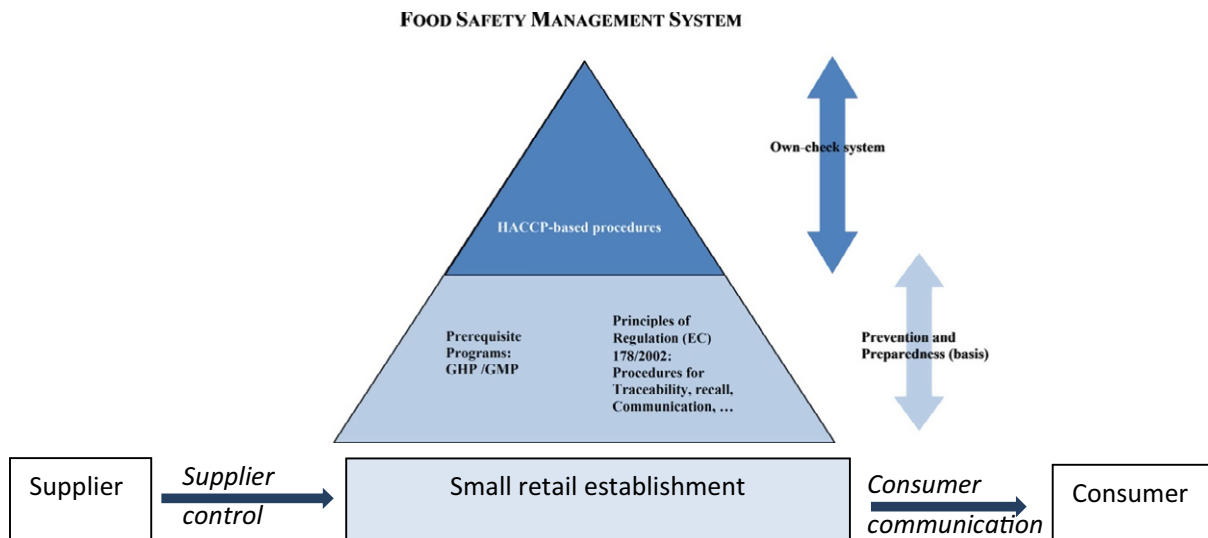 FOOD SAFETY MANAGEMENT SYSTEM
Own-check system
HACCP-based procedures
Prerequisite
Programs:
GHP /GMP
Principles of
Regulation (EC)
178/2002:
Procedures for
Traceability, recall,
Communication, …
Prevention and
Preparedness (basis)
Supplier
Supplier
control
Small retail establishment
Consumer
communication
Consumer